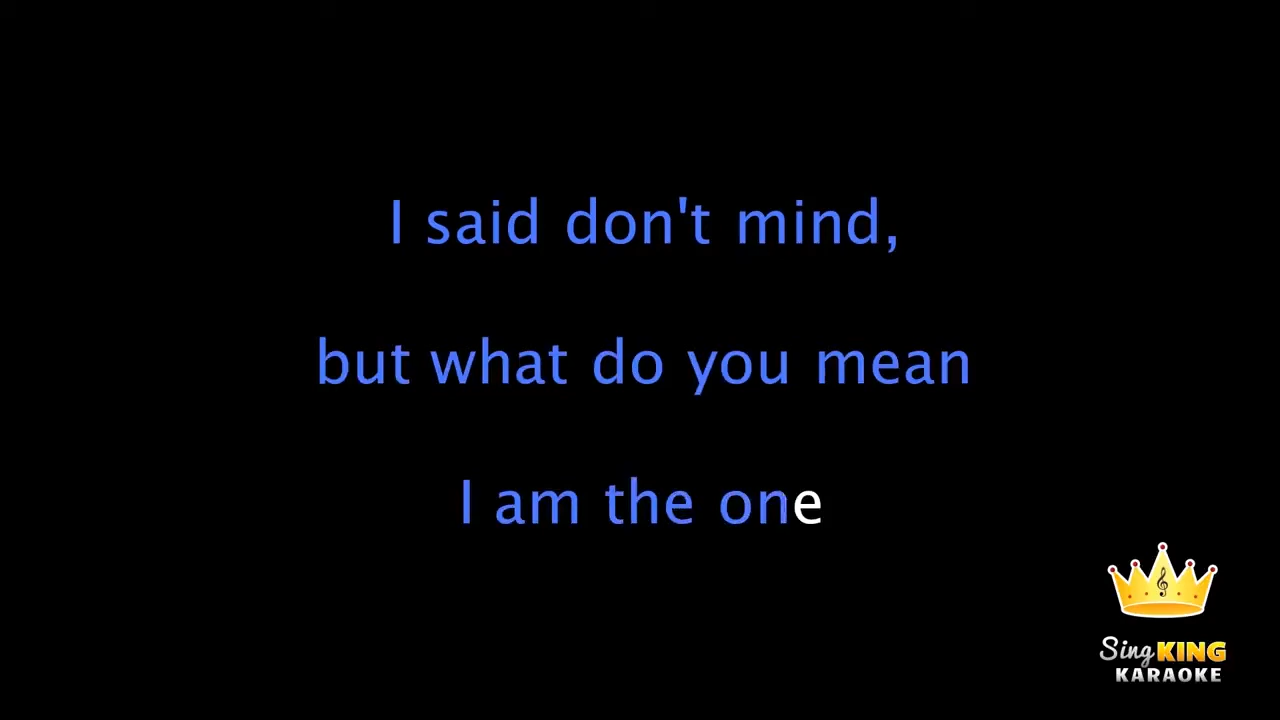 I said don't mind,
but what do you mean
I am the one
Sing KING
KARAOKE